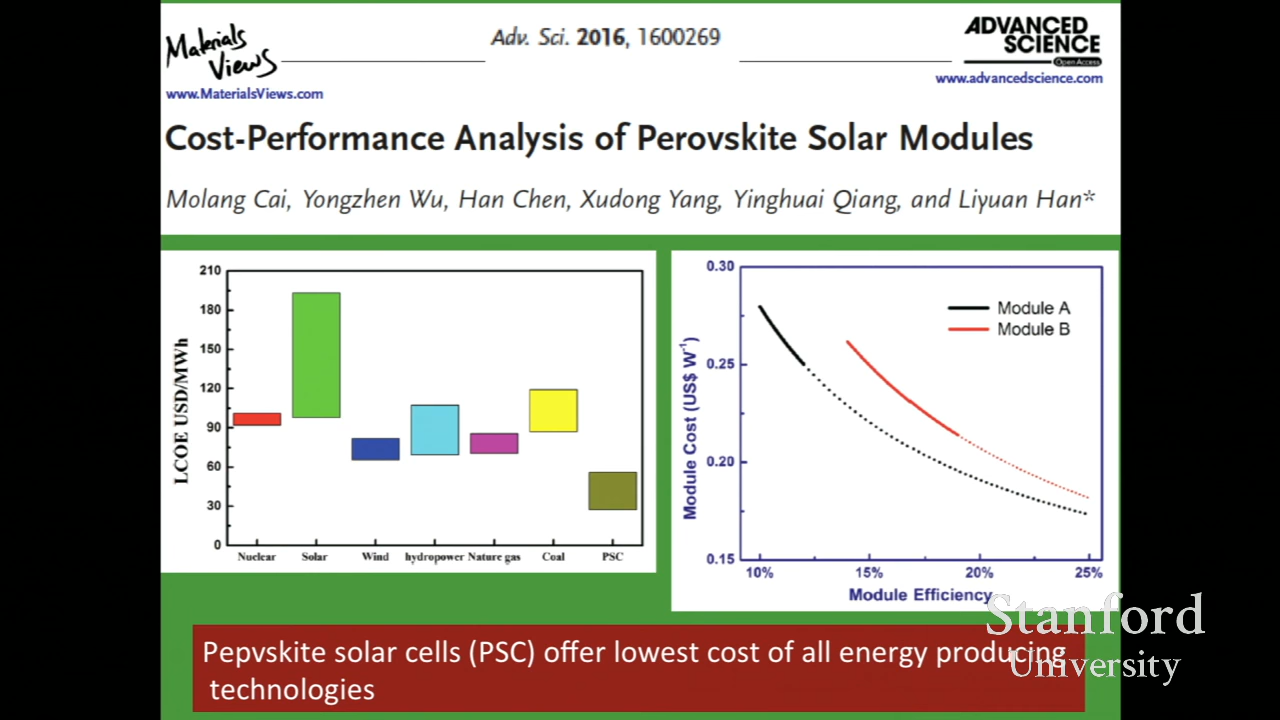 Materials Views
www.MaterialsViews.com
Adv. Sci. 2016, 1600269
ADVANCED SCIENCE
Open Access
www.advancedscience.com
Cost-Performance Analysis of Perovskite Solar Modules
Molang Cai, Yongzhen Wu, Han Chen, Xudong Yang, Yinghuai Qiang, and Liyuan Han*
LCOE USD/MWh
210
180
150
120
90
60
30
0
Nuclear Solar Wind hydropower Nature gas Coal PSC
Module Cost (US$ W⁻¹)
0.30
0.25
0.20
0.15
Module A
Module B
10% 15% 20% 25%
Module Efficiency
Pepvskite solar cells (PSC) offer lowest cost of all energy producing
technologies
Stanford
University